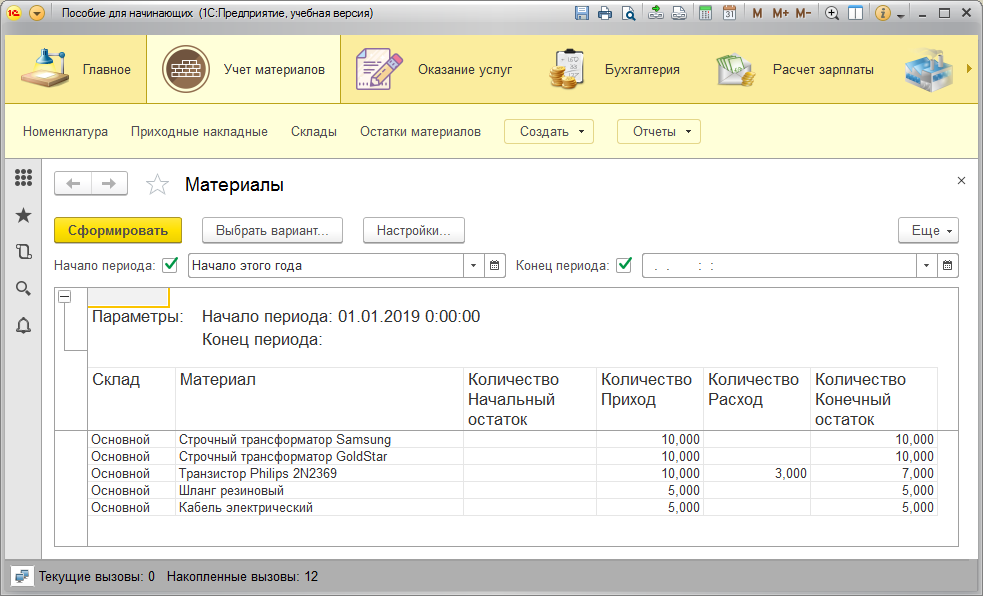 Пособие для начинающих (1С:Предприятие, учебная версия)
M M+ M-
Главное Учет материалов Оказание услуг Бухгалтерия Расчет зарплаты
Номенклатура Приходные накладные Склады Остатки материалов Создать Отчеты
Материалы
Сформировать Выбрать вариант... Настройки... Еще
Начало периода: Начало этого года Конец периода: . . : :
Параметры: Начало периода: 01.01.2019 0:00:00
Конец периода:
Склад Материал Количество Начальный остаток Количество Приход Количество Расход Количество Конечный остаток
Основной Строчный трансформатор Samsung 10,000 10,000
Основной Строчный трансформатор GoldStar 10,000 10,000
Основной Транзистор Philips 2N2369 10,000 3,000 7,000
Основной Шланг резиновый 5,000 5,000
Основной Кабель электрический 5,000 5,000
Текущие вызовы: 0 Накопленные вызовы: 12